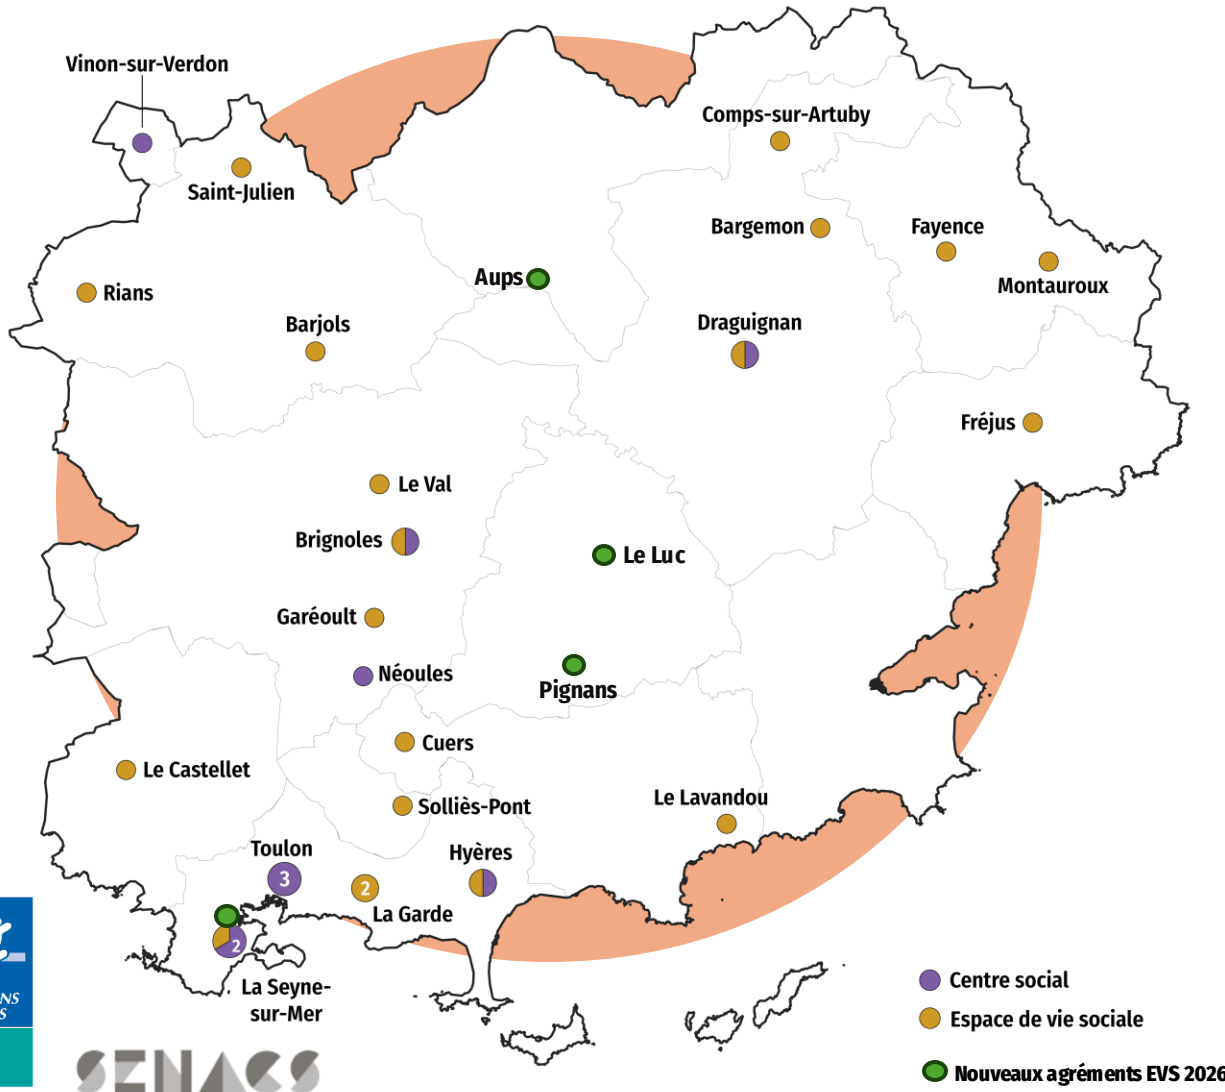 Vinon-sur-Verdon
Comps-sur-Artuby
Saint-Julien
Bargemon
Fayence
Aups
Montauroux
Rians
Barjols
Draguignan
Fréjus
Le Val
Brignoles
Le Luc
Garéoult
Néoules
Pignans
Cuers
Le Castellet
Le Lavandou
Solliès-Pont
Toulon
Hyères
3
2
La Garde
2
La Seyne-
sur-Mer
Centre social
Espace de vie sociale
Nouveaux agréments EVS 2026
NS
S
SENACS